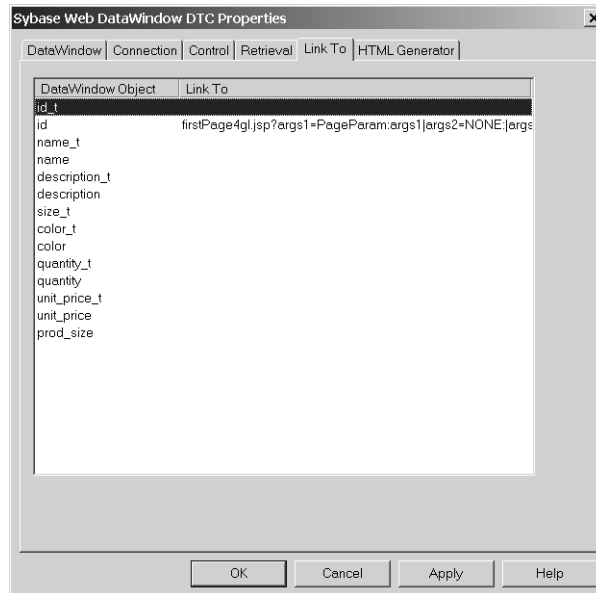 Sybase Web DataWindow DTC Properties
DataWindow Connection Control Retrieval Link To HTML Generator
DataWindow Object Link To
id_t
id firstPage4gl.jsp?args1=PageParam:args1|args2=NONE:|args
name_t
name
description_t
description
size_t
color_t
color
quantity_t
quantity
unit_price_t
unit_price
prod_size
OK Cancel Apply Help